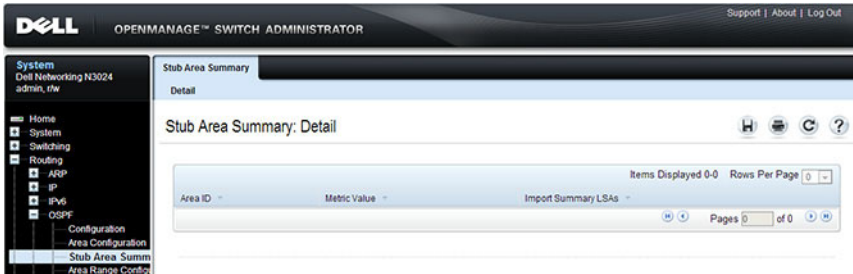 Support | About | Log Out
DELL OPENMANAGE™ SWITCH ADMINISTRATOR
System
Dell Networking N3024
admin, r/w
Stub Area Summary
Detail
Home
System
Switching
Routing
ARP
IP
IPv6
OSPF
Configuration
Area Configuration
Stub Area Summ
Area Range Config
Stub Area Summary: Detail
Items Displayed 0-0 Rows Per Page 0
Area ID Metric Value Import Summary LSAs
Pages 0 of 0